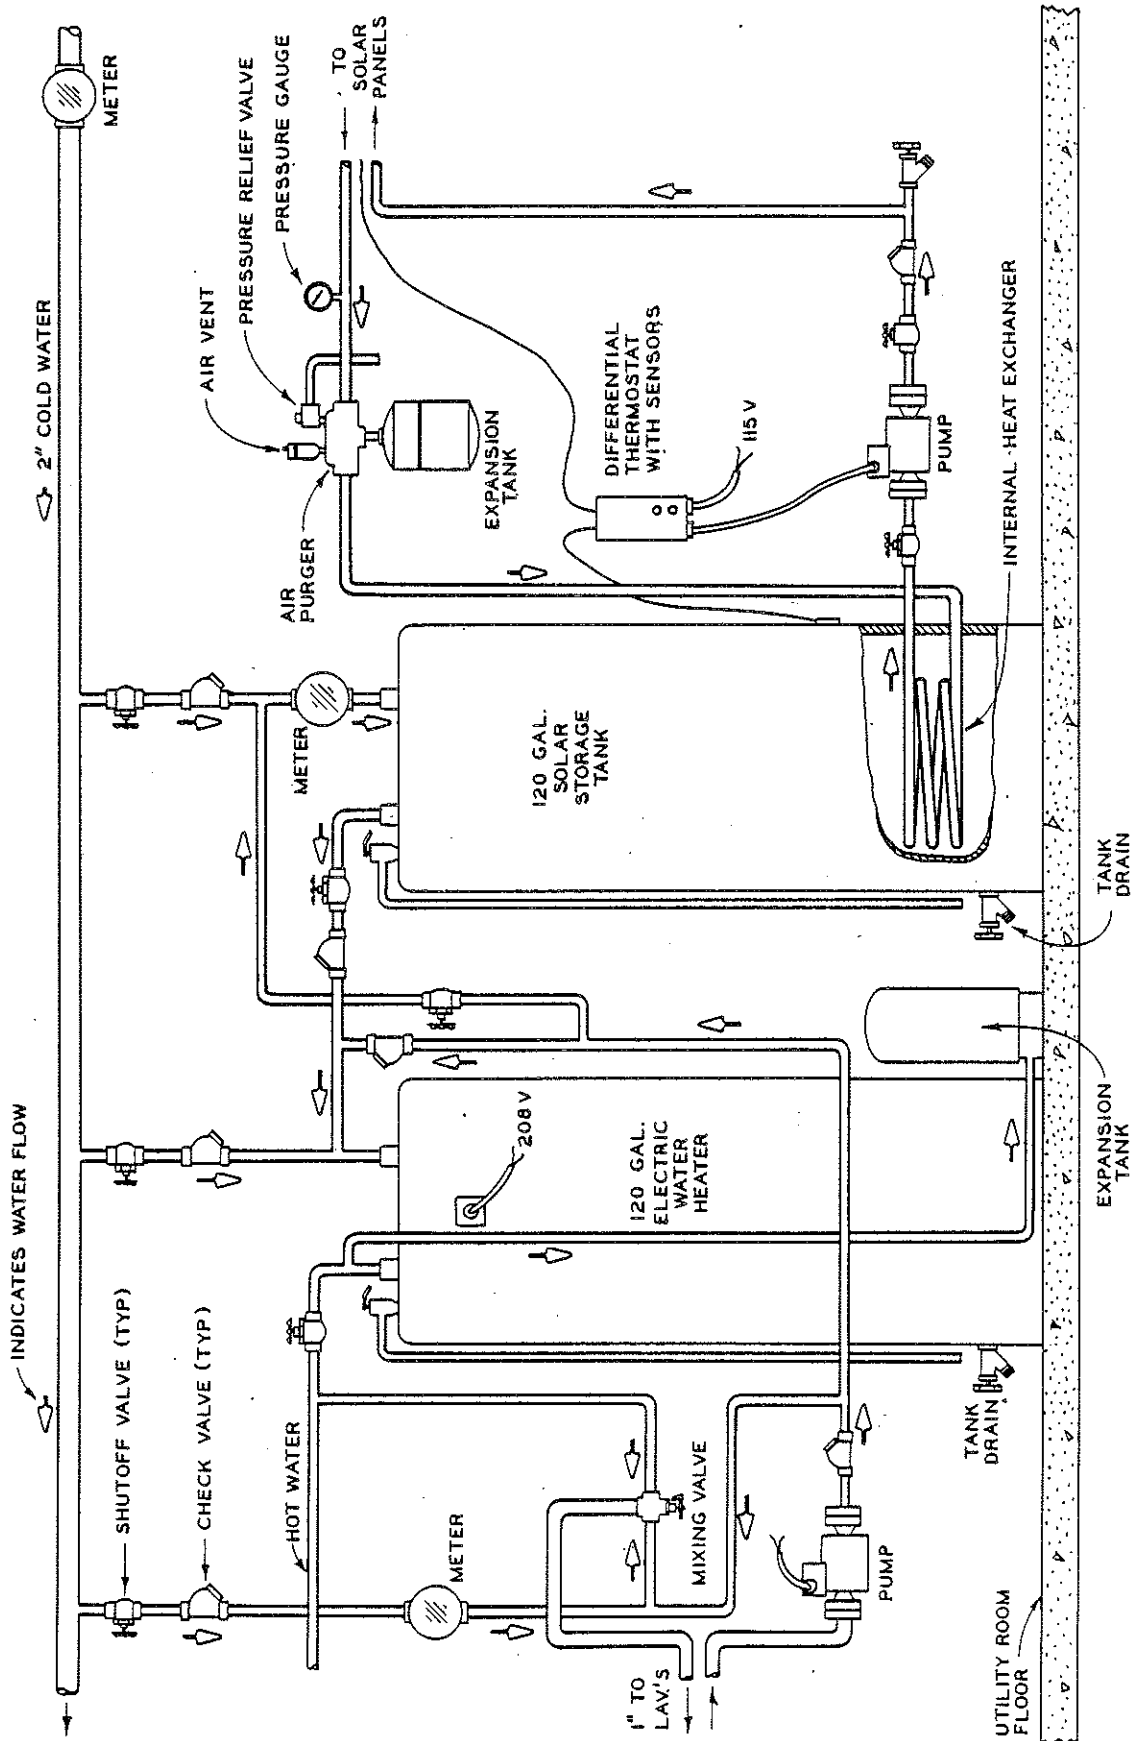 INDICATES WATER FLOW
2" COLD WATER
METER
SHUTOFF VALVE (TYP)
CHECK VALVE (TYP)
HOT WATER
METER
1" TO
LAV.'S
MIXING VALVE
PUMP
UTILITY ROOM
FLOOR
TANK
DRAIN
208 V
120 GAL.
ELECTRIC
WATER
HEATER
EXPANSION
TANK
TANK
DRAIN
METER
120 GAL.
SOLAR
STORAGE
TANK
AIR
PURGER
AIR VENT
PRESSURE RELIEF VALVE
PRESSURE GAUGE
TO
SOLAR
PANELS
EXPANSION
TANK
DIFFERENTIAL
THERMOSTAT
WITH SENSORS
115 V
PUMP
INTERNAL HEAT EXCHANGER